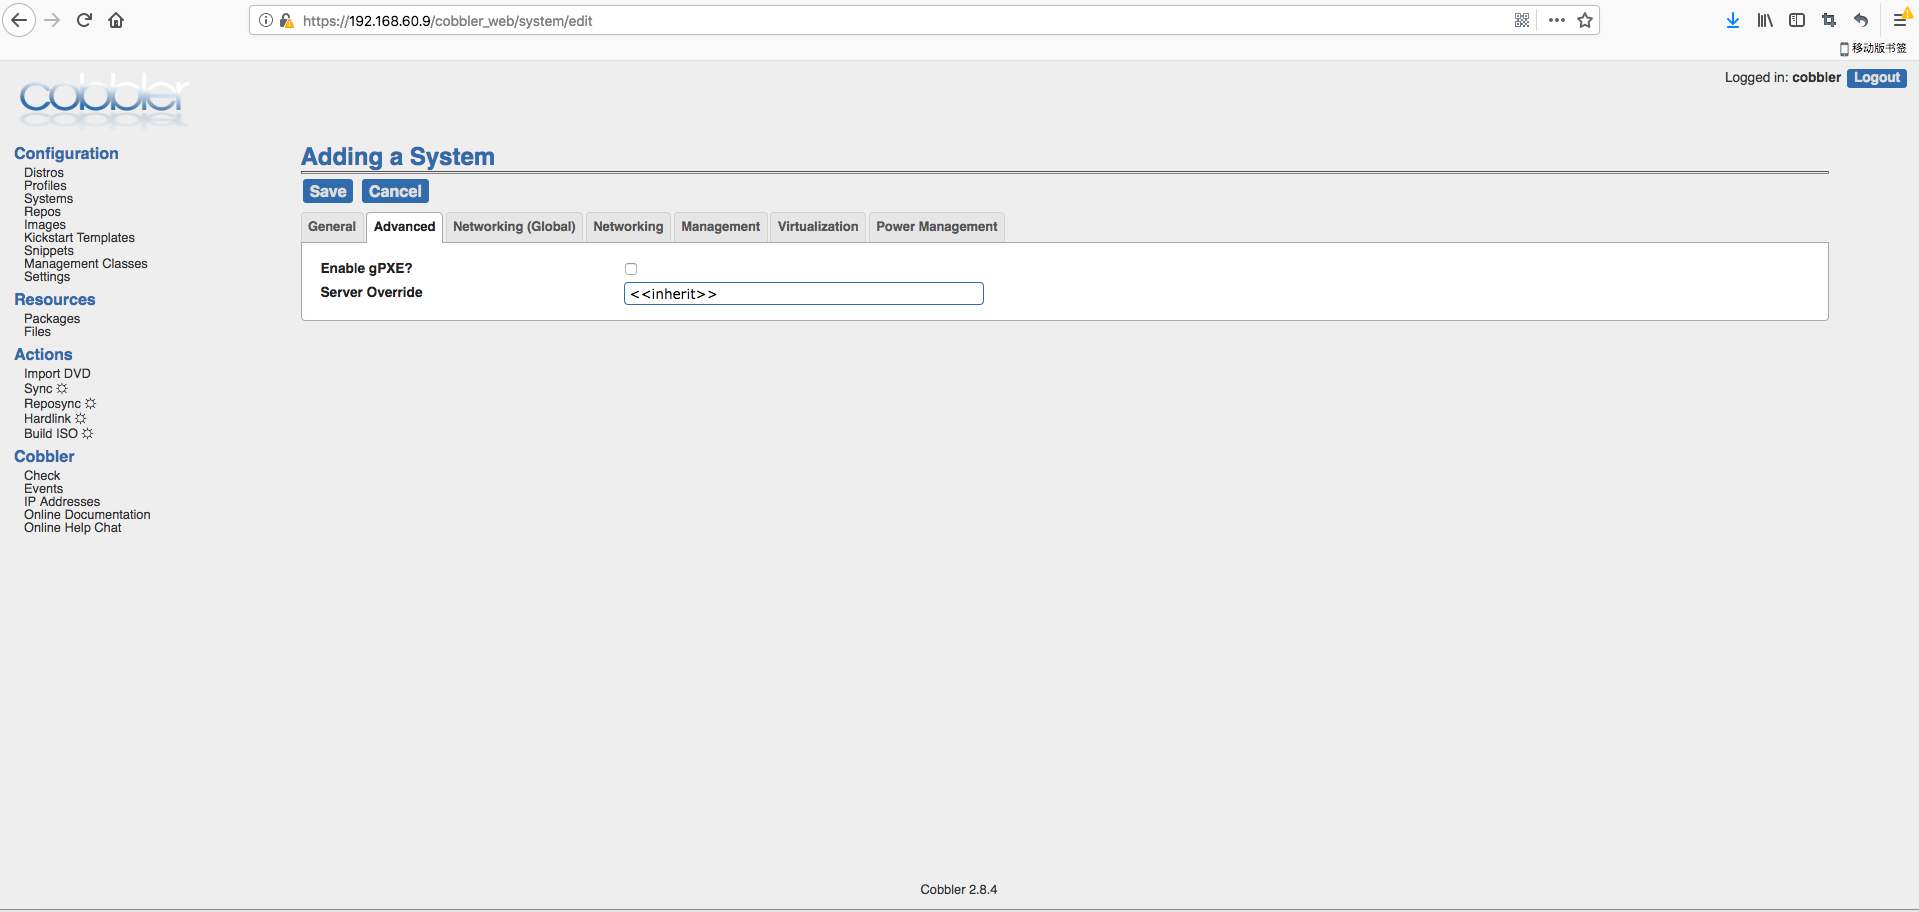 https://192.168.60.9/cobbler_web/system/edit
移动版书签
cobbler
Logged in: cobbler Logout
Configuration
Distros
Profiles
Systems
Repos
Images
Kickstart Templates
Snippets
Management Classes
Settings
Resources
Packages
Files
Actions
Import DVD
Sync
Reposync
Hardlink
Build ISO
Cobbler
Check
Events
IP Addresses
Online Documentation
Online Help Chat
Adding a System
Save Cancel
General Advanced Networking (Global) Networking Management Virtualization Power Management
Enable gPXE?
Server Override <<inherit>>
Cobbler 2.8.4